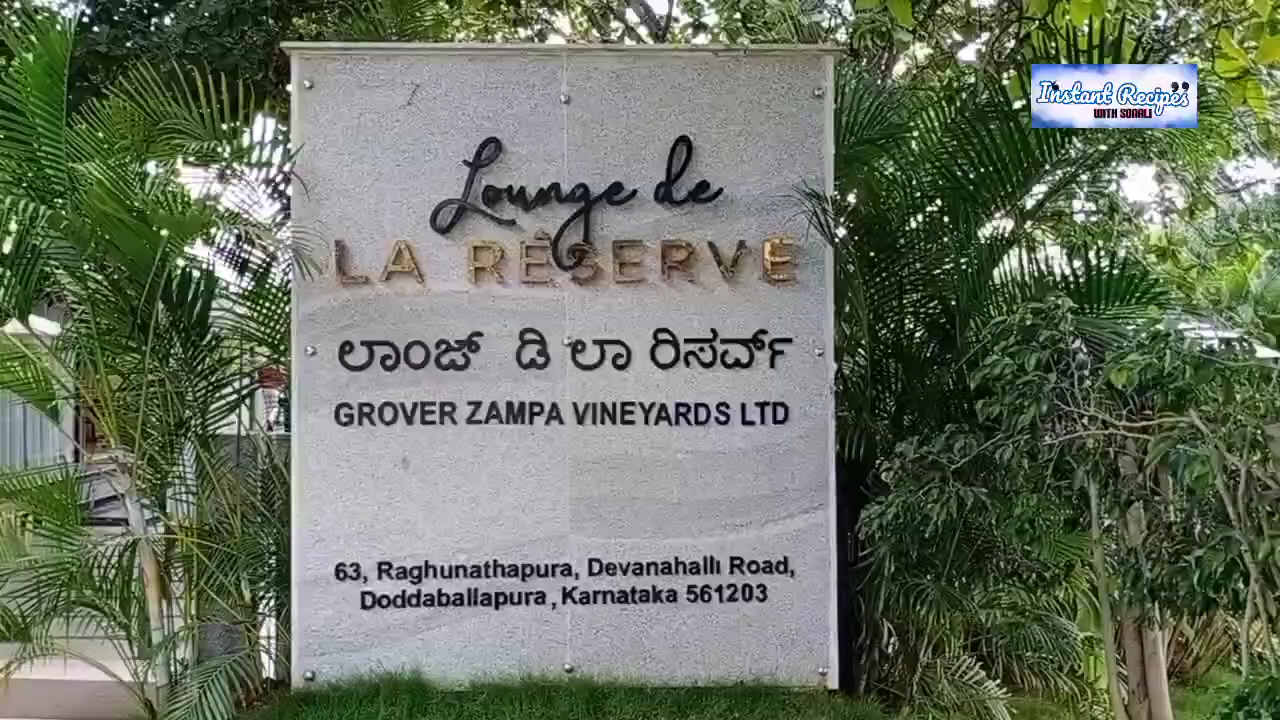 Instant Recipes
WITH SONALI
Lounge de
LA RÉSERVE
ಲಾಂಜ್ ಡಿ ಲಾ ರಿಸರ್ವ್
GROVER ZAMPA VINEYARDS LTD
63, Raghunathapura, Devanahalli Road,
Doddaballapura, Karnataka 561203